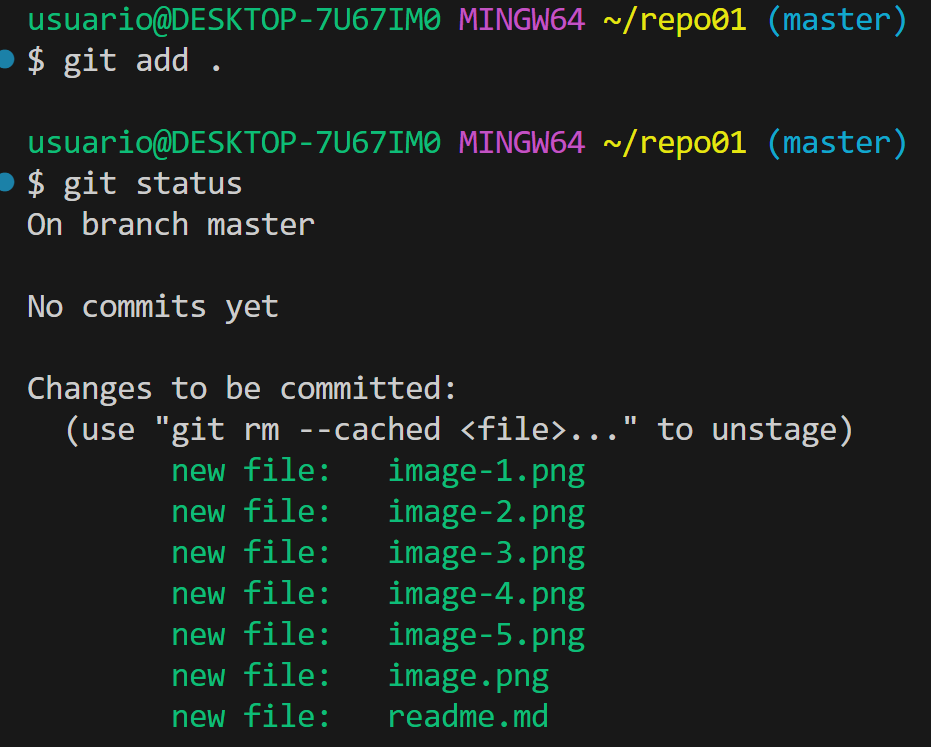 usuario@DESKTOP-7U67IM0 MINGW64 ~/repo01 (master)
$ git add .
usuario@DESKTOP-7U67IM0 MINGW64 ~/repo01 (master)
$ git status
On branch master
No commits yet
Changes to be committed:
  (use "git rm --cached <file>..." to unstage)
        new file:   image-1.png
        new file:   image-2.png
        new file:   image-3.png
        new file:   image-4.png
        new file:   image-5.png
        new file:   image.png
        new file:   readme.md